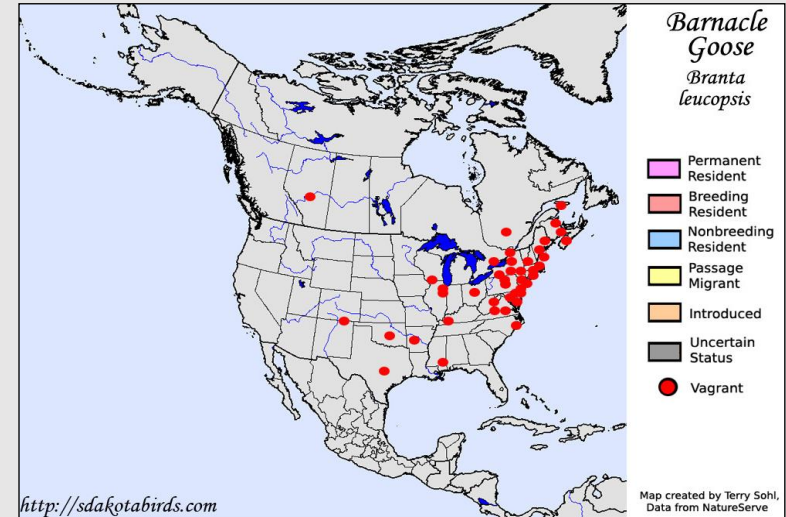 Barnacle
Goose
Branta
leucopsis
Permanent
Resident
Breeding
Resident
Nonbreeding
Resident
Passage
Migrant
Introduced
Uncertain
Status
Vagrant
http://sdakotabirds.com
Map created by Terry Sohl,
Data from NatureServe